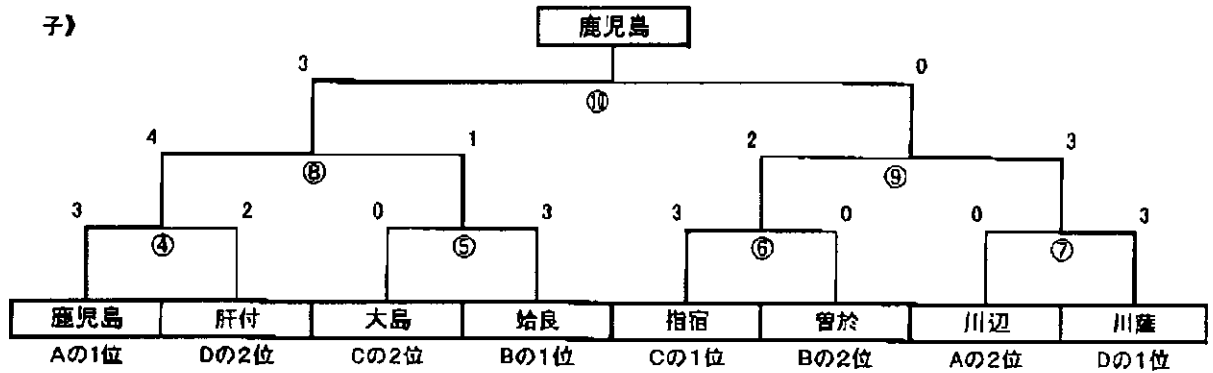 子》
鹿児島
3 0
⑩
4 1 2 3
⑧ ⑨
3 2 0 3 3 0 0 3
④ ⑤ ⑥ ⑦
鹿児島 肝付 大島 姶良 指宿 曽於 川辺 川薩
Aの1位 Dの2位 Cの2位 Bの1位 Cの1位 Bの2位 Aの2位 Dの1位